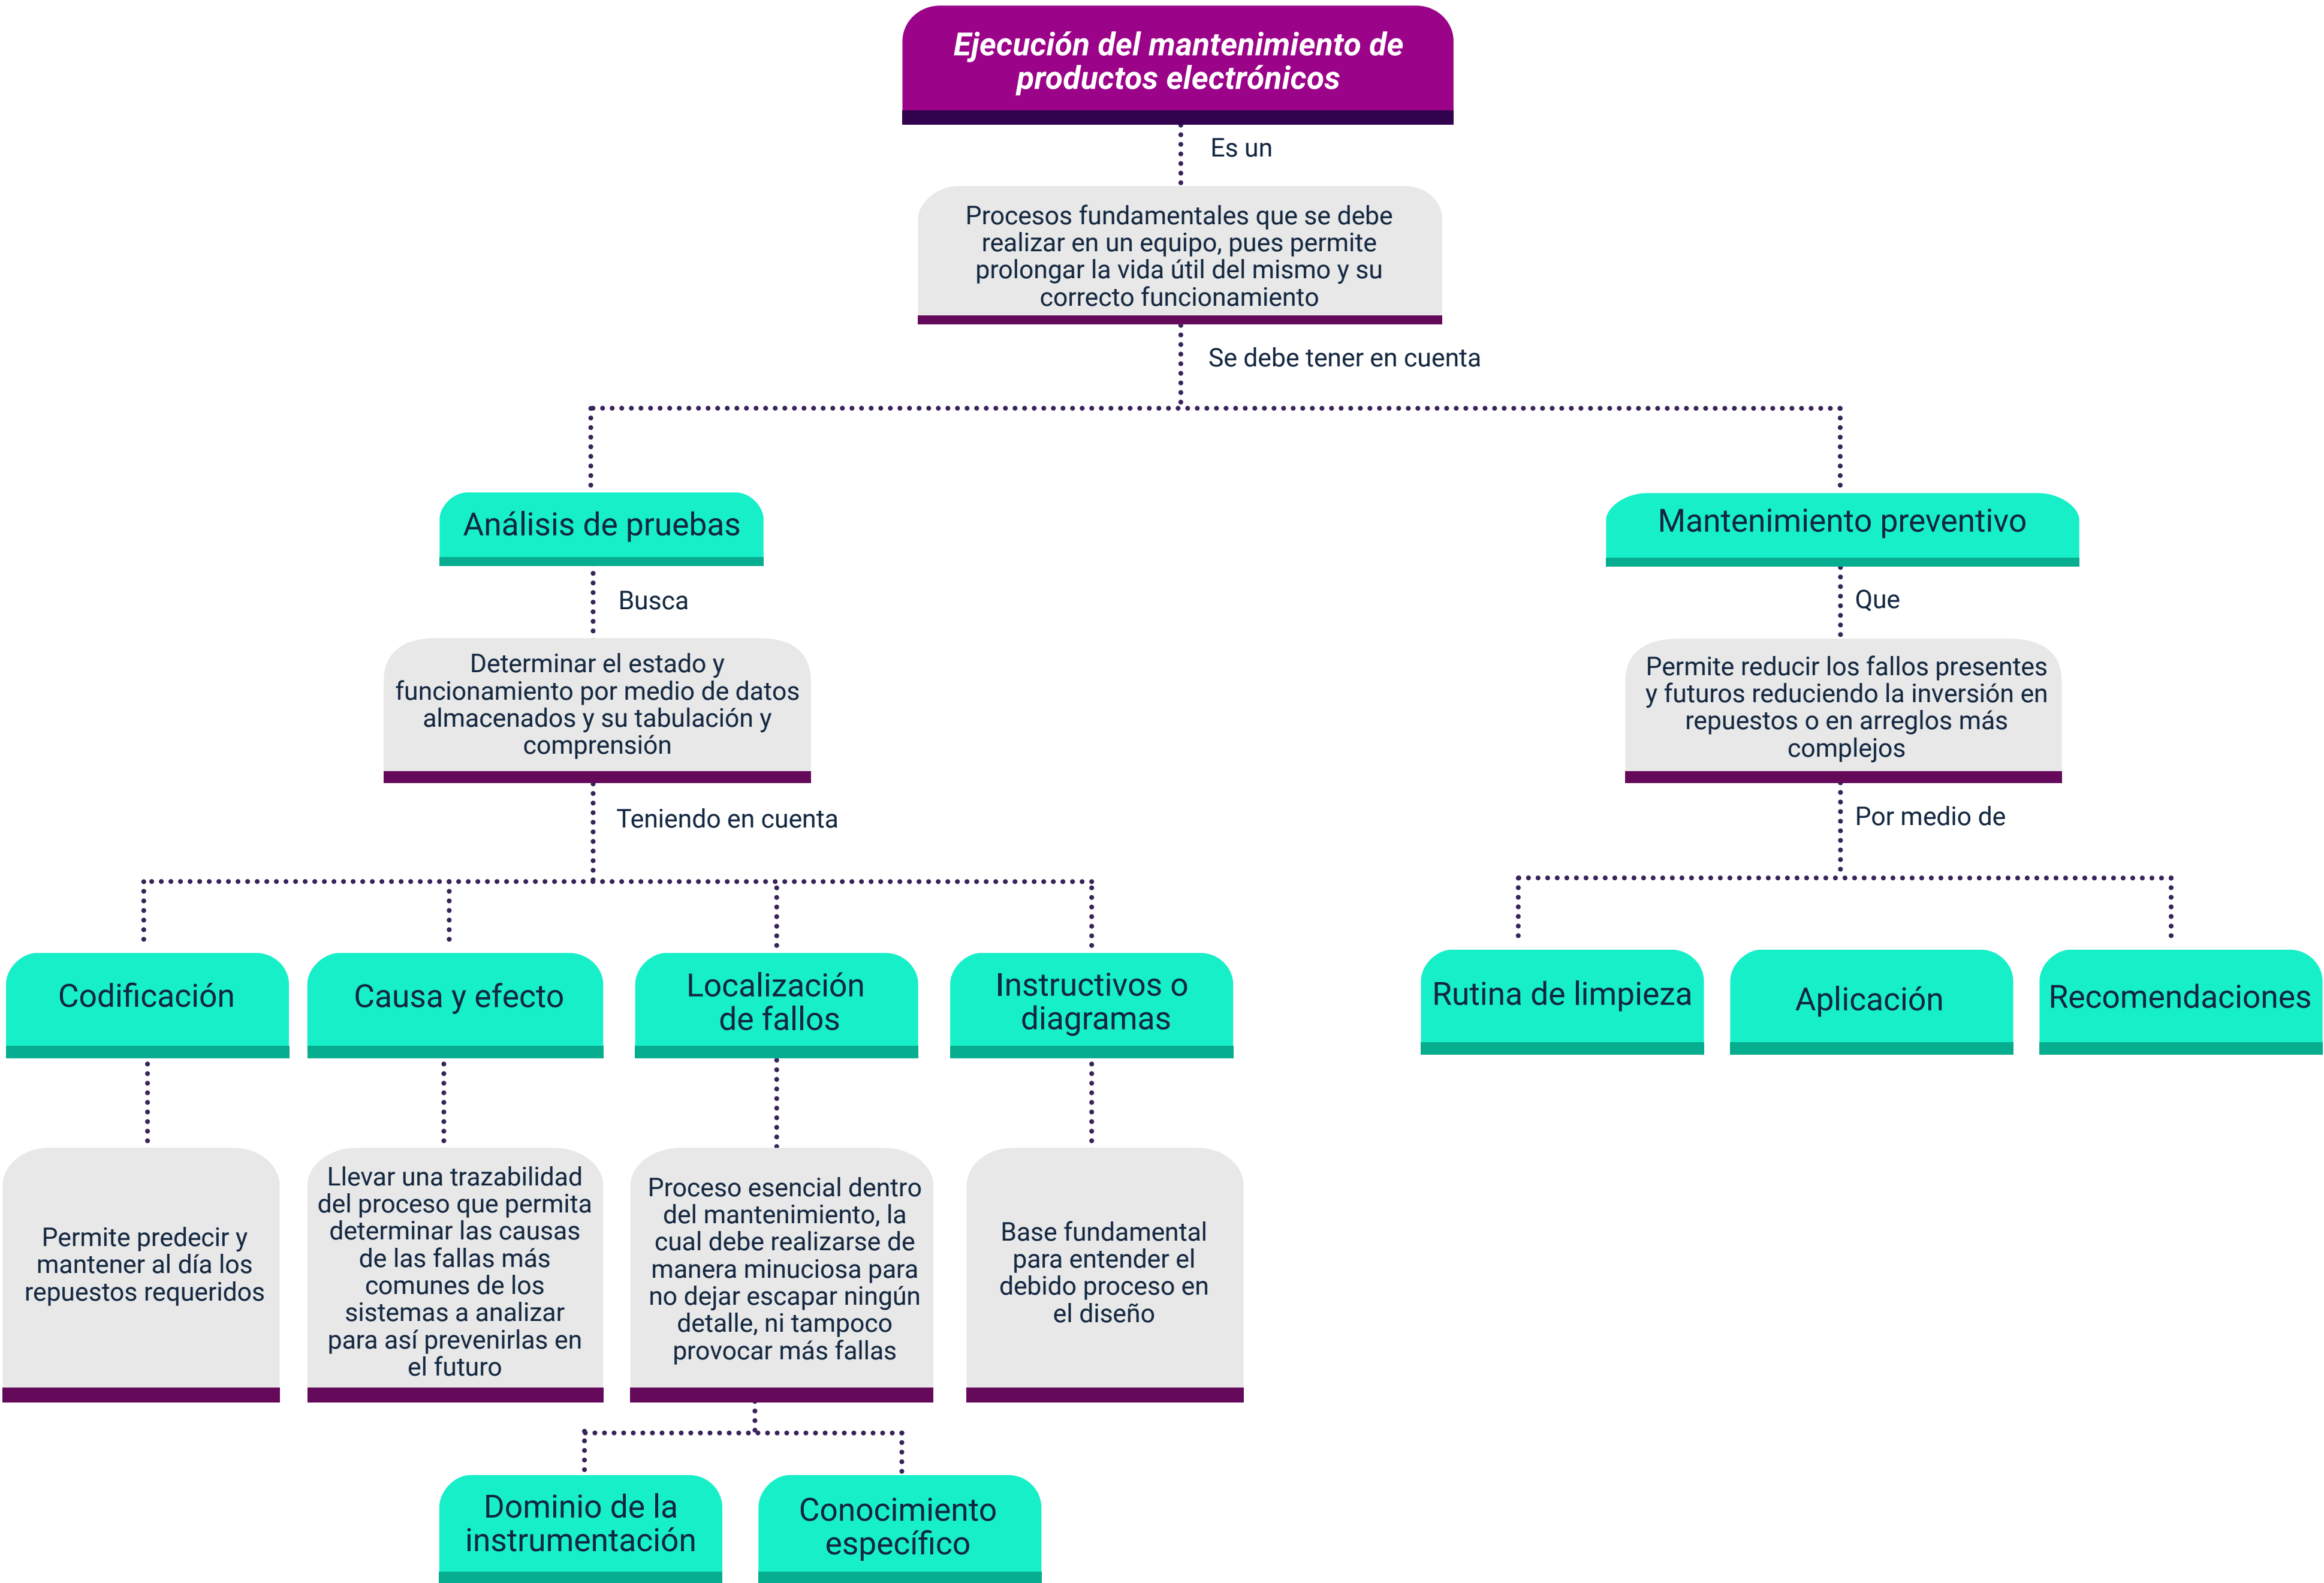 Ejecución del mantenimiento de
productos electrónicos
Es un
Procesos fundamentales que se debe
realizar en un equipo, pues permite
prolongar la vida útil del mismo y su
correcto funcionamiento
Se debe tener en cuenta
Análisis de pruebas
Busca
Determinar el estado y
funcionamiento por medio de datos
almacenados y su tabulación y
comprensión
Teniendo en cuenta
Codificación
Permite predecir y
mantener al día los
repuestos requeridos
Causa y efecto
Llevar una trazabilidad
del proceso que permita
determinar las causas
de las fallas más
comunes de los
sistemas a analizar
para así prevenirlas en
el futuro
Localización
de fallos
Proceso esencial dentro
del mantenimiento, la
cual debe realizarse de
manera minuciosa para
no dejar escapar ningún
detalle, ni tampoco
provocar más fallas
Dominio de la
instrumentación
Conocimiento
específico
Instructivos o
diagramas
Base fundamental
para entender el
debido proceso en
el diseño
Mantenimiento preventivo
Que
Permite reducir los fallos presentes
y futuros reduciendo la inversión en
repuestos o en arreglos más
complejos
Por medio de
Rutina de limpieza
Aplicación
Recomendaciones